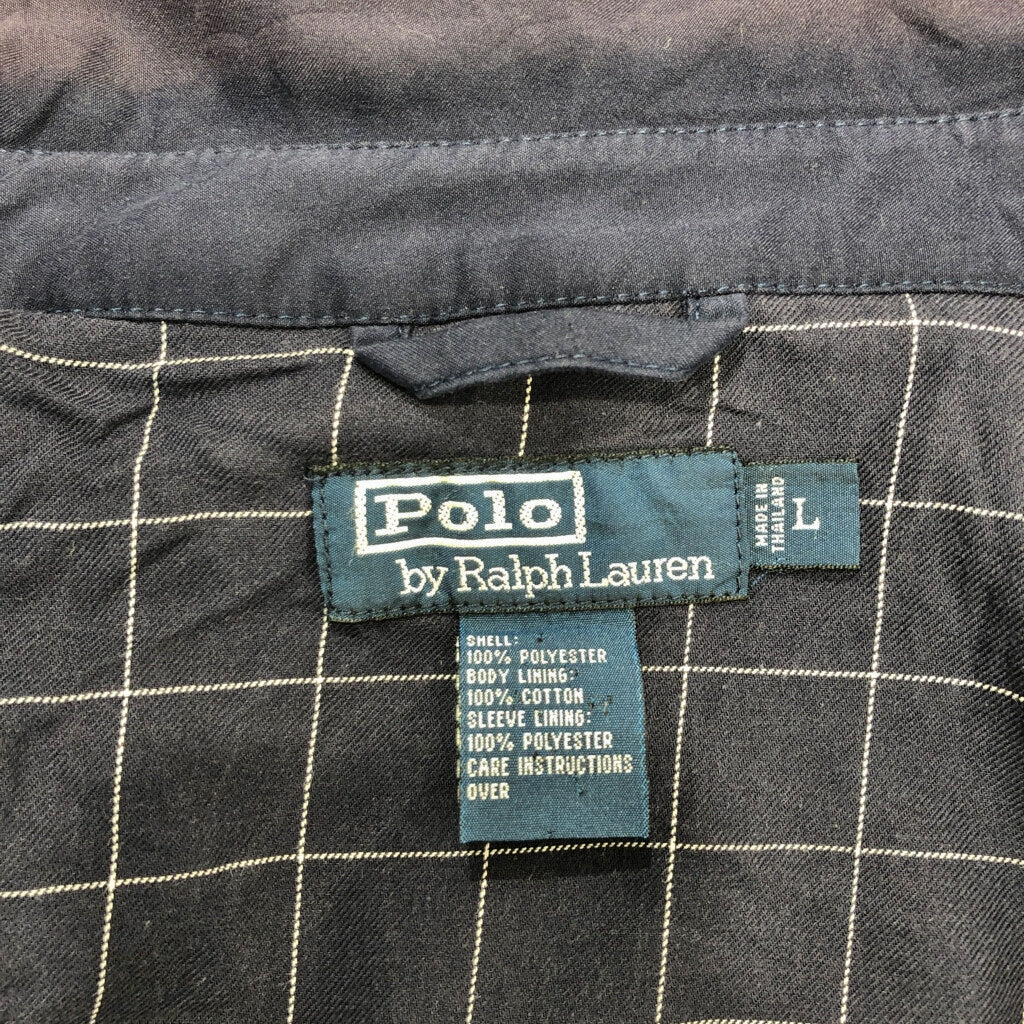 Polo
by Ralph Lauren
MADE IN
THAILAND
L
SHELL:
100% POLYESTER
BODY LINING:
100% COTTON
SLEEVE LINING:
100% POLYESTER
CARE INSTRUCTIONS
OVER